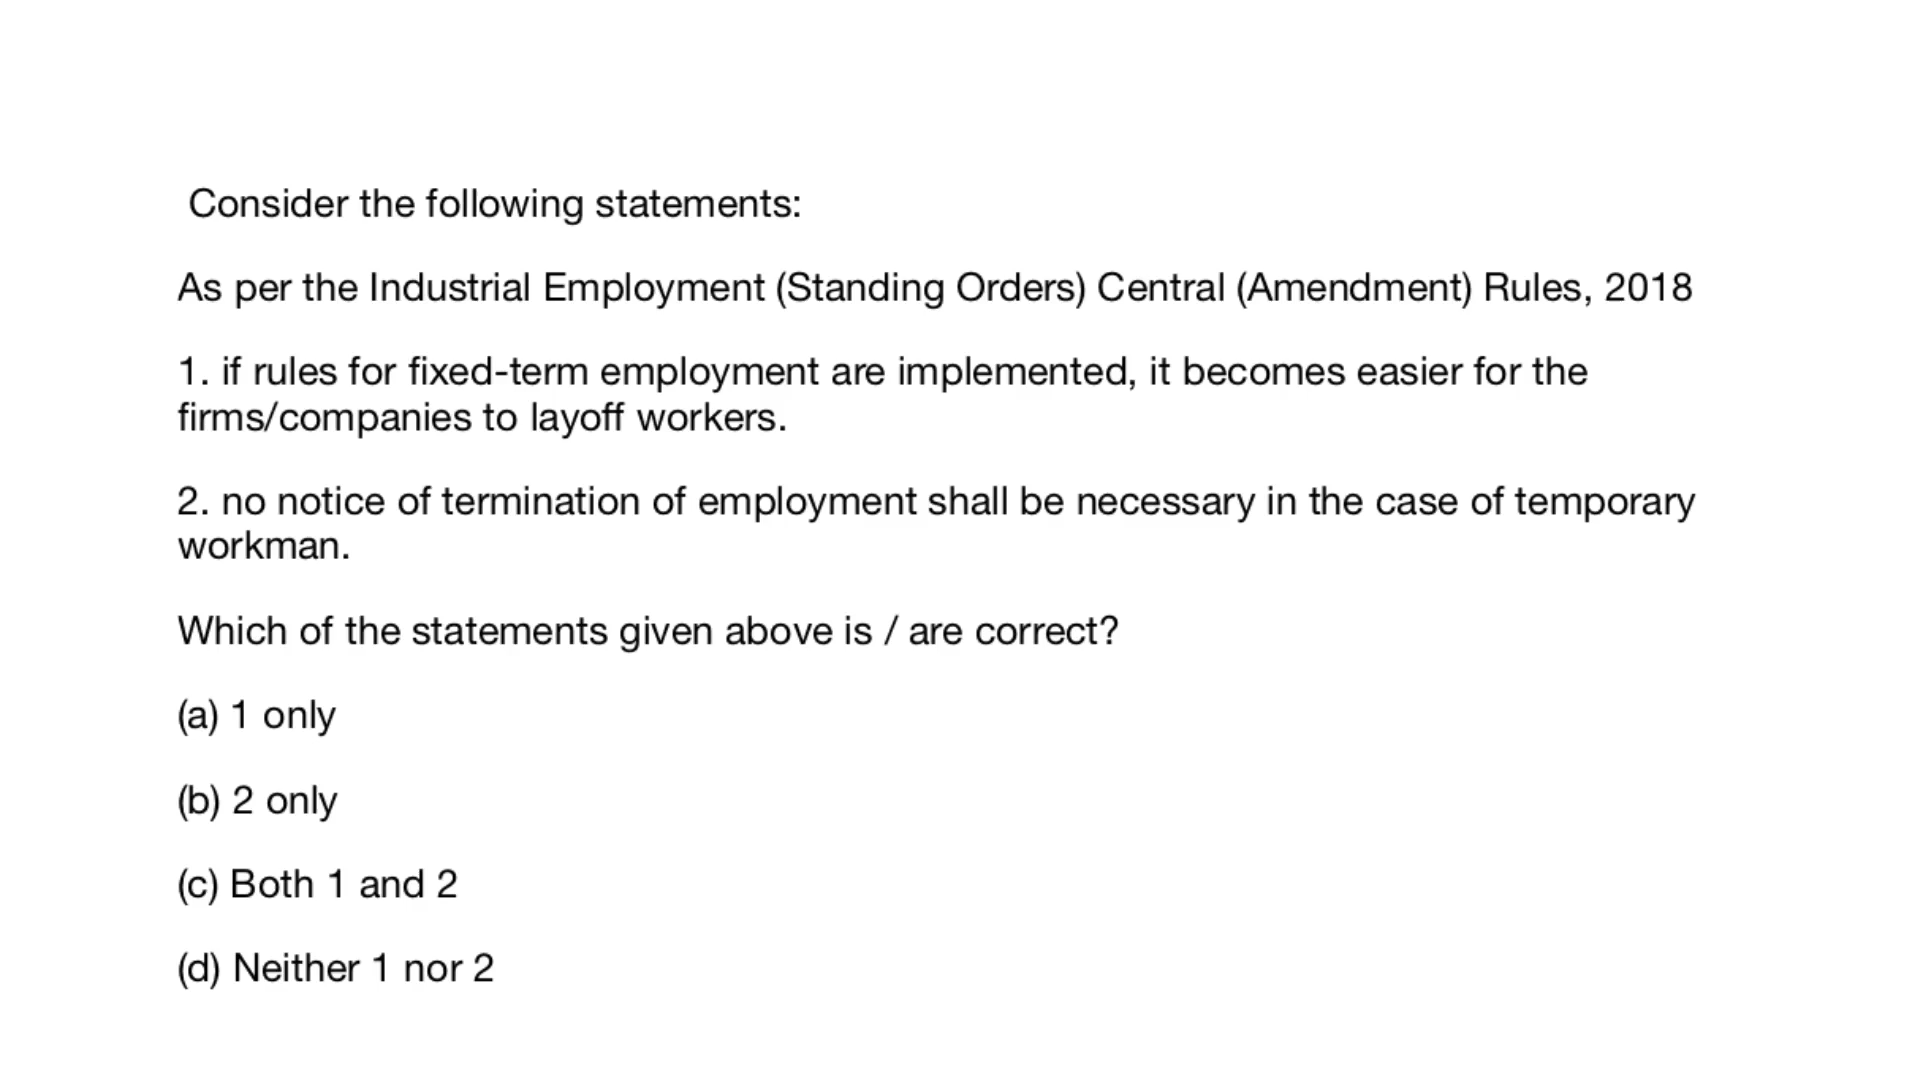 Consider the following statements:
As per the Industrial Employment (Standing Orders) Central (Amendment) Rules, 2018
1. if rules for fixed-term employment are implemented, it becomes easier for the
firms/companies to layoff workers.
2. no notice of termination of employment shall be necessary in the case of temporary
workman.
Which of the statements given above is / are correct?
(a) 1 only
(b) 2 only
(c) Both 1 and 2
(d) Neither 1 nor 2